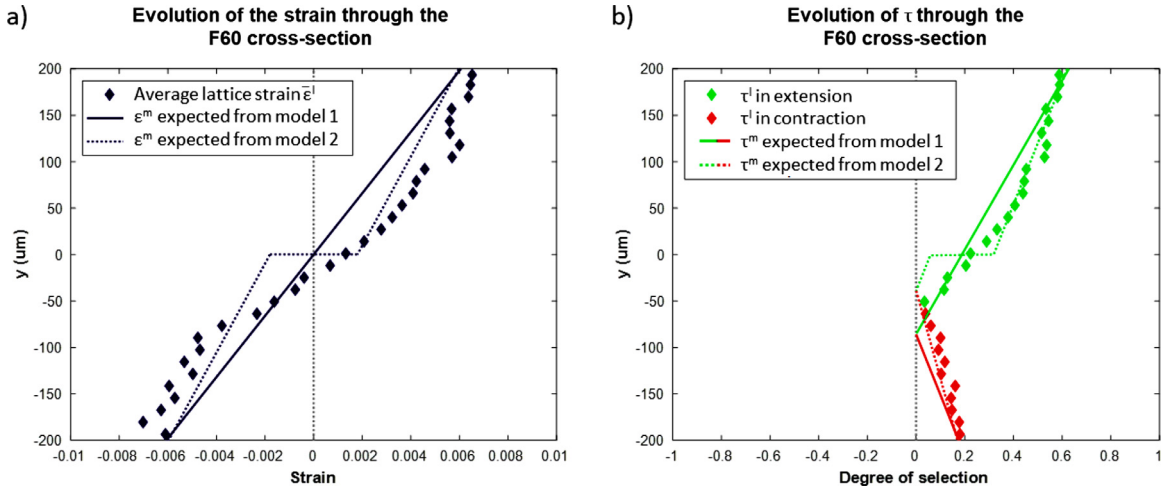 a)
Evolution of the strain through the
F60 cross-section
200
150
100
50
0
-50
-100
-150
-200
y (um)
Average lattice strain ε̄ˡ
εᵐ expected from model 1
εᵐ expected from model 2
-0.01 -0.008 -0.006 -0.004 -0.002 0 0.002 0.004 0.006 0.008 0.01
Strain
b)
Evolution of τ through the
F60 cross-section
200
150
100
50
0
-50
-100
-150
-200
y (um)
τˡ in extension
τˡ in contraction
τᵐ expected from model 1
τᵐ expected from model 2
-1 -0.8 -0.6 -0.4 -0.2 0 0.2 0.4 0.6 0.8 1
Degree of selection